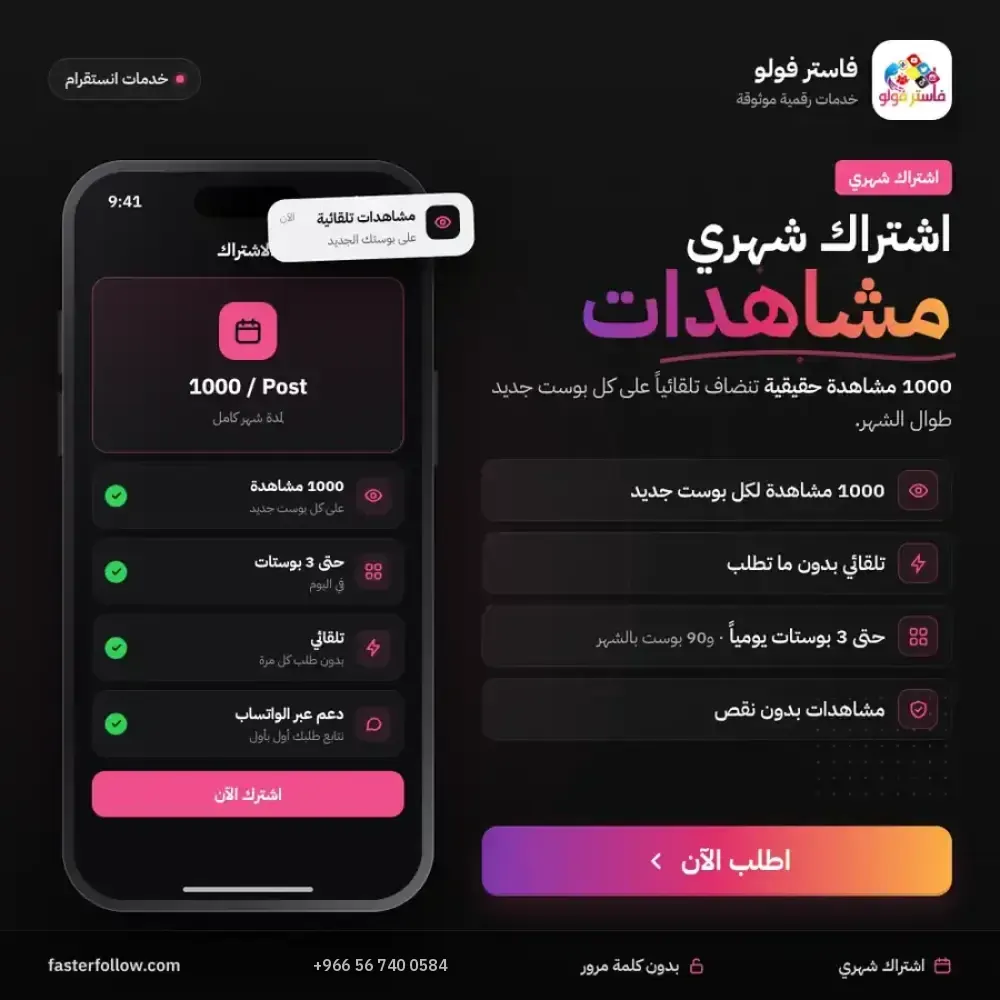 فاستر فولو
فاستر فولو
خدمات رقمية موثوقة
خدمات انستقرام
اشتراك شهري
اشتراك شهري
مشاهدات
1000 مشاهدة حقيقية تنضاف تلقائياً على كل بوست جديد
طوال الشهر.
1000 مشاهدة لكل بوست جديد
تلقائي بدون ما تطلب
حتى 3 بوستات يومياً · و90 بوست بالشهر
مشاهدات بدون نقص
اطلب الآن
9:41
مشاهدات تلقائية
الآن
على بوستك الجديد
الاشتراك
1000 / Post
لمدة شهر كامل
1000 مشاهدة
على كل بوست جديد
حتى 3 بوستات
في اليوم
تلقائي
بدون طلب كل مرة
دعم عبر الواتساب
نتابع طلبك أول بأول
اشترك الآن
اشتراك شهري
بدون كلمة مرور
+966 56 740 0584
fasterfollow.com